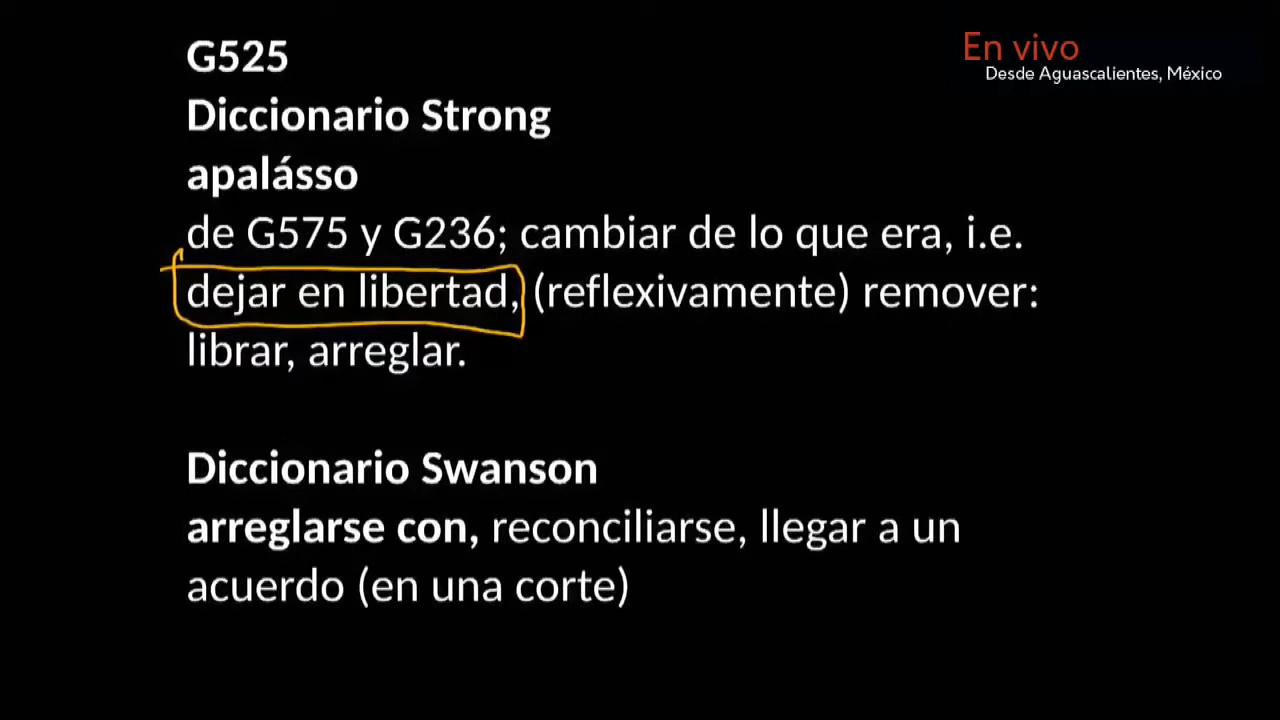 En vivo
Desde Aguascalientes, México
G525
Diccionario Strong
apalásso
de G575 y G236; cambiar de lo que era, i.e.
dejar en libertad, (reflexivamente) remover:
librar, arreglar.
Diccionario Swanson
arreglarse con, reconciliarse, llegar a un
acuerdo (en una corte)